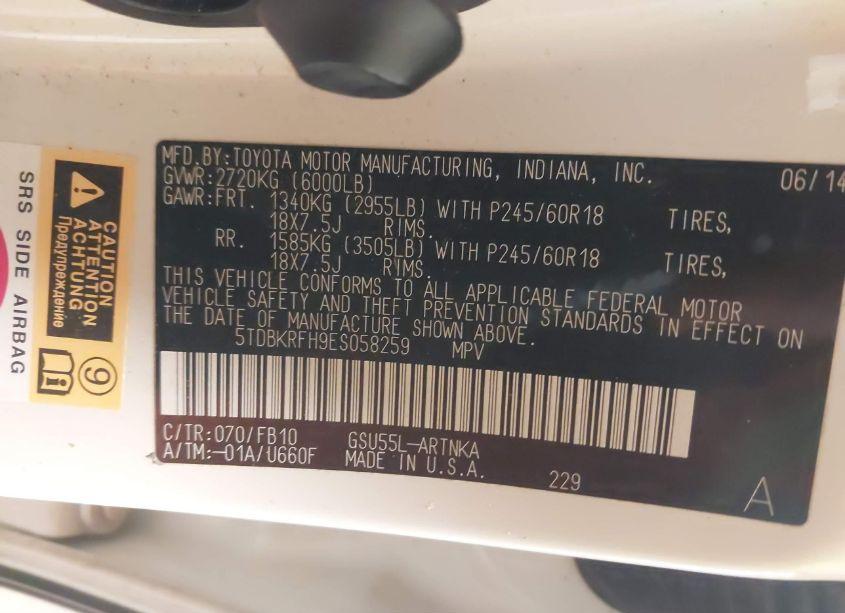 MFD.BY:TOYOTA MOTOR MANUFACTURING, INDIANA, INC. 06/14
GVWR:2720KG (6000LB)
GAWR:FRT. 1340KG (2955LB) WITH P245/60R18 TIRES,
18X7.5J RIMS.
RR. 1585KG (3505LB) WITH P245/60R18 TIRES,
18X7.5J RIMS.
THIS VEHICLE CONFORMS TO ALL APPLICABLE FEDERAL MOTOR
VEHICLE SAFETY AND THEFT PREVENTION STANDARDS IN EFFECT ON
THE DATE OF MANUFACTURE SHOWN ABOVE.
5TDBKRFH9ES058259 MPV
C/TR:070/FB10 GSU55L-ARTNKA
A/TM:-01A/U660F MADE IN U.S.A.
229
A
SRS SIDE AIRBAG
CAUTION
ATTENTION
ACHTUNG
Предупреждение
9